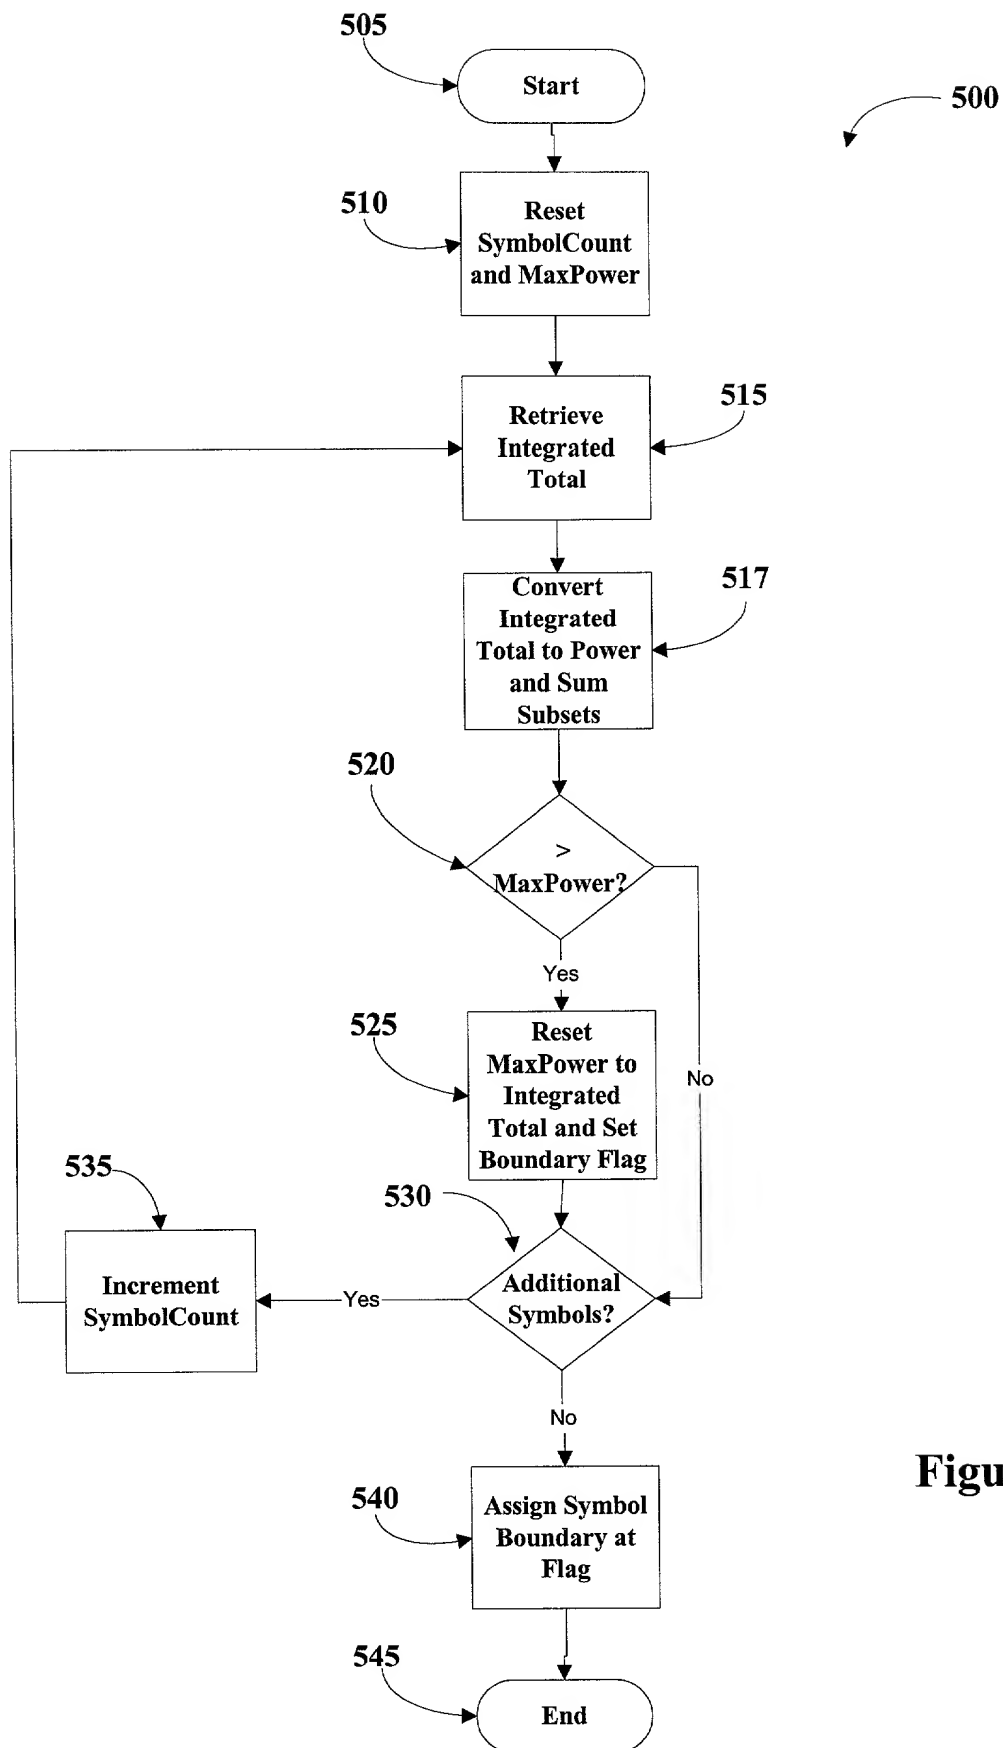 505
Start
500
510
Reset
SymbolCount
and MaxPower
515
Retrieve
Integrated
Total
517
Convert
Integrated
Total to Power
and Sum
Subsets
520
>
MaxPower?
Yes
No
525
Reset
MaxPower to
Integrated
Total and Set
Boundary Flag
535
530
Increment
SymbolCount
Yes
Additional
Symbols?
No
Figu
540
Assign Symbol
Boundary at
Flag
545
End